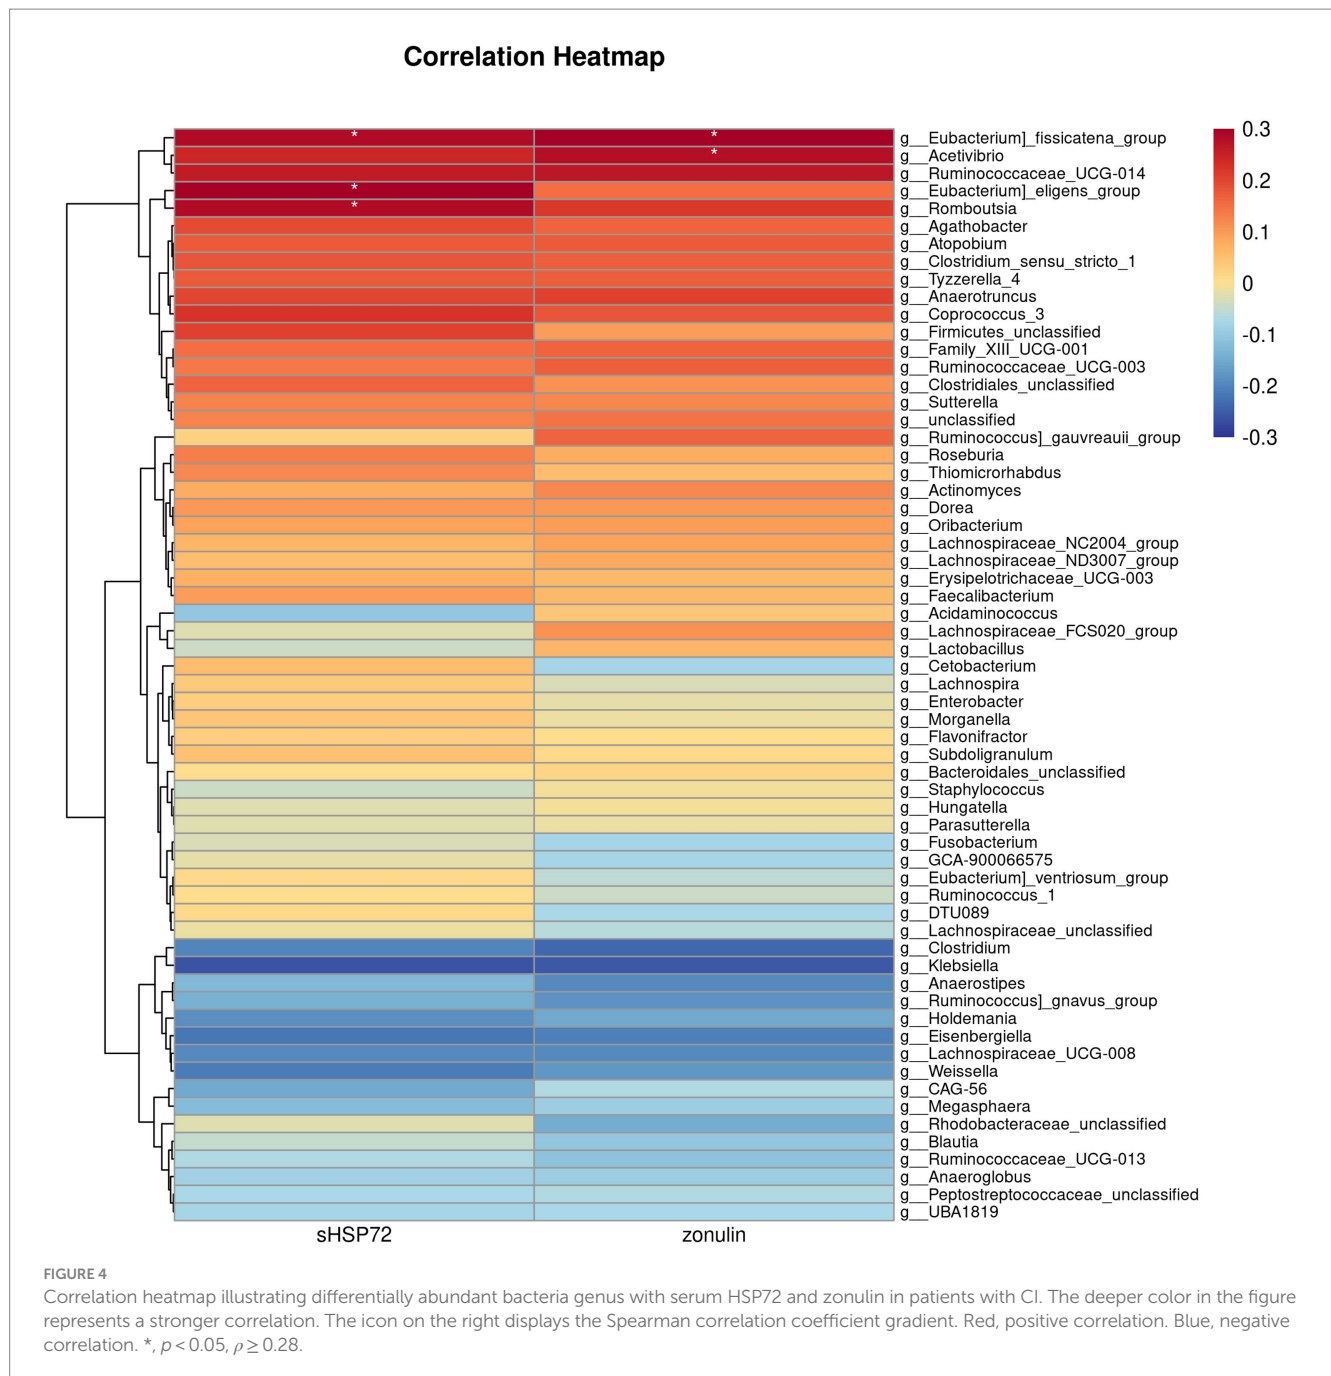 Correlation Heatmap
*
*
g__Eubacterium]_fissicatena_group
*
g__Acetivibrio
g__Ruminococcaceae_UCG-014
*
g__Eubacterium]_eligens_group
*
g__Romboutsia
g__Agathobacter
g__Atopobium
g__Clostridium_sensu_stricto_1
g__Tyzzerella_4
g__Anaerotruncus
g__Coprococcus_3
g__Firmicutes_unclassified
g__Family_XIII_UCG-001
g__Ruminococcaceae_UCG-003
g__Clostridiales_unclassified
g__Sutterella
g__unclassified
g__Ruminococcus]_gauvreauii_group
g__Roseburia
g__Thiomicrorhabdus
g__Actinomyces
g__Dorea
g__Oribacterium
g__Lachnospiraceae_NC2004_group
g__Lachnospiraceae_ND3007_group
g__Erysipelotrichaceae_UCG-003
g__Faecalibacterium
g__Acidaminococcus
g__Lachnospiraceae_FCS020_group
g__Lactobacillus
g__Cetobacterium
g__Lachnospira
g__Enterobacter
g__Morganella
g__Flavonifractor
g__Subdoligranulum
g__Bacteroidales_unclassified
g__Staphylococcus
g__Hungatella
g__Parasutterella
g__Fusobacterium
g__GCA-900066575
g__Eubacterium]_ventriosum_group
g__Ruminococcus_1
g__DTU089
g__Lachnospiraceae_unclassified
g__Clostridium
g__Klebsiella
g__Anaerostipes
g__Ruminococcus]_gnavus_group
g__Holdemania
g__Eisenbergiella
g__Lachnospiraceae_UCG-008
g__Weissella
g__CAG-56
g__Megasphaera
g__Rhodobacteraceae_unclassified
g__Blautia
g__Ruminococcaceae_UCG-013
g__Anaeroglobus
g__Peptostreptococcaceae_unclassified
g__UBA1819
0.3
0.2
0.1
0
-0.1
-0.2
-0.3
sHSP72
zonulin
FIGURE 4
Correlation heatmap illustrating differentially abundant bacteria genus with serum HSP72 and zonulin in patients with CI. The deeper color in the figure
represents a stronger correlation. The icon on the right displays the Spearman correlation coefficient gradient. Red, positive correlation. Blue, negative
correlation. *, p < 0.05, ρ ≥ 0.28.